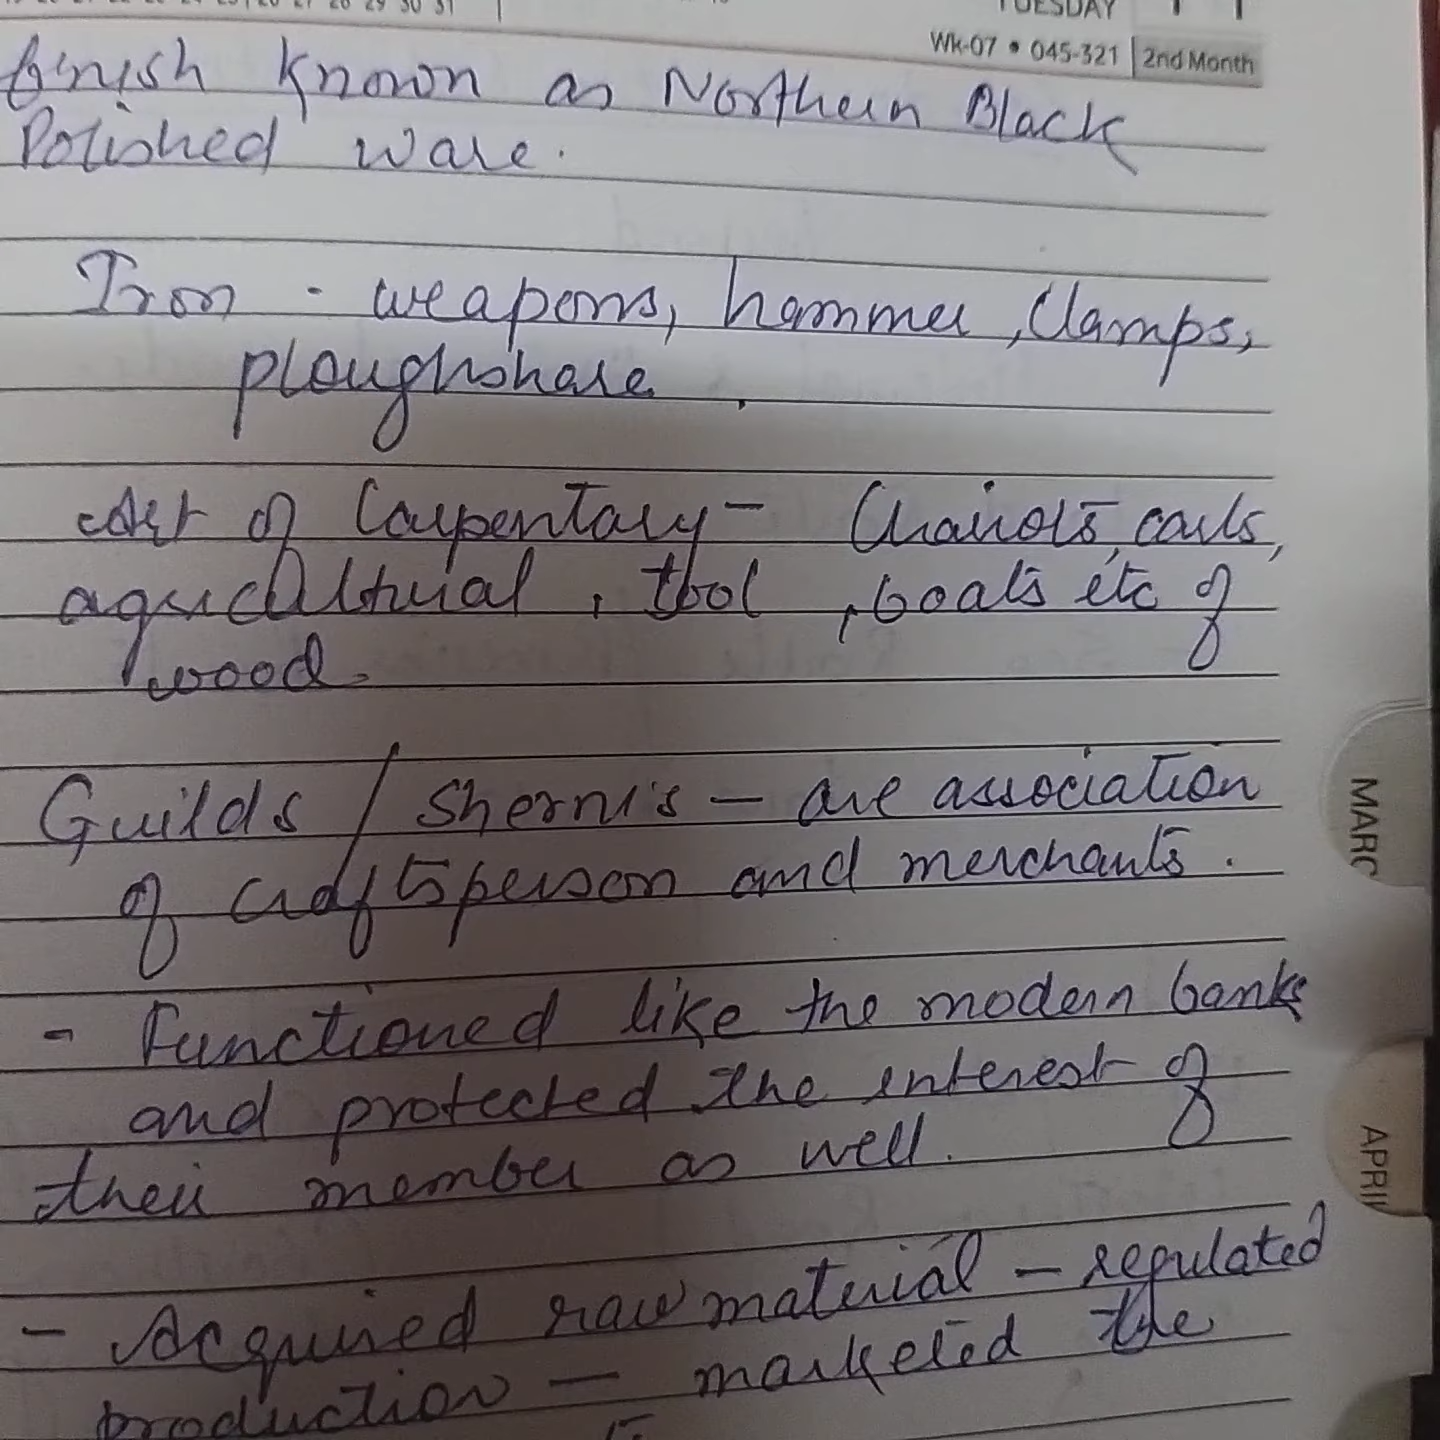 TUESDAY
Wk-07 • 045-321 2nd Month
finish known as Northern Black
Polished ware.
Iron - weapons, hammer, Clamps,
ploughshare.
Art of Carpentary - Chariots, carts,
agricultural, tool, boats etc of
wood.
Guilds / Sherni's - are association
of craftsperson and merchants.
- Functioned like the modern banks
and protected the interest of
their member as well.
- Acquired raw material - regulated
production - marketed the
MARC
APRIL